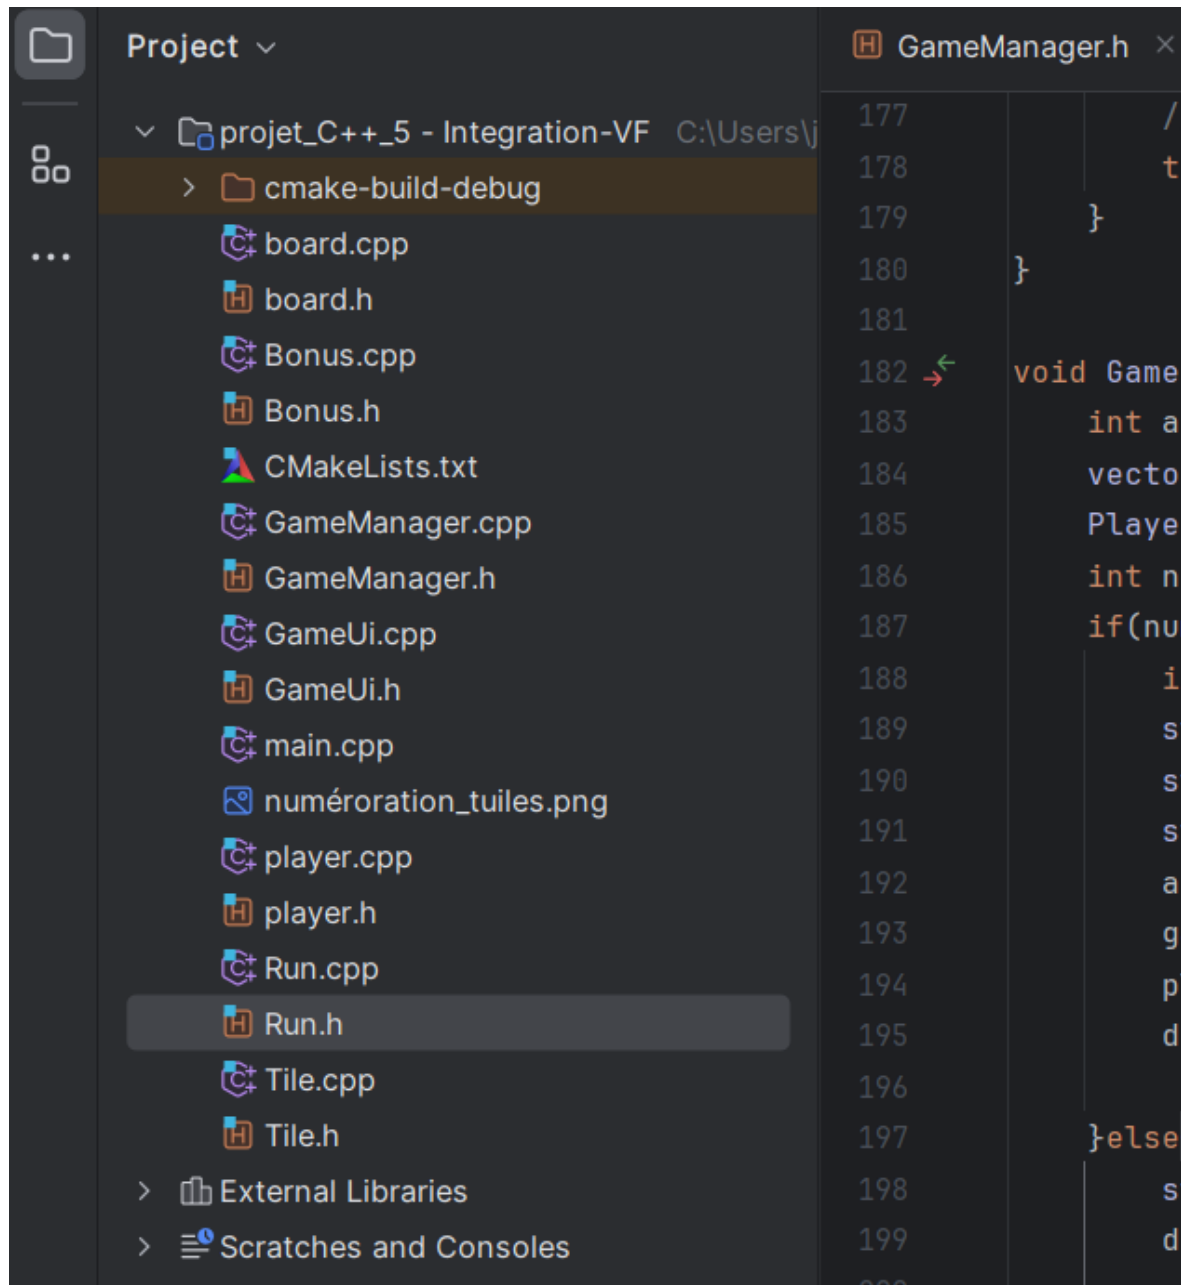 Project
projet_C++_5 - Integration-VF C:\Users\j
cmake-build-debug
board.cpp
board.h
Bonus.cpp
Bonus.h
CMakeLists.txt
GameManager.cpp
GameManager.h
GameUi.cpp
GameUi.h
main.cpp
numéroration_tuiles.png
player.cpp
player.h
Run.cpp
Run.h
Tile.cpp
Tile.h
External Libraries
Scratches and Consoles
GameManager.h
177 /
178 t
179 }
180 }
181
182 void Game
183 int a
184 vecto
185 Playe
186 int n
187 if(nu
188 i
189 s
190 s
191 s
192 a
193 g
194 p
195 d
196
197 }else
198 s
199 d